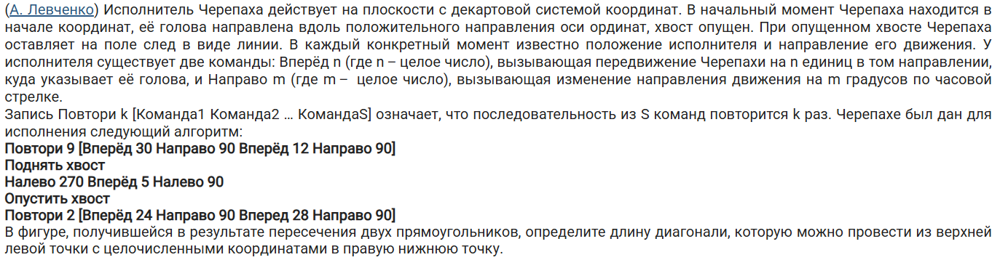 (А. Левченко) Исполнитель Черепаха действует на плоскости с декартовой системой координат. В начальный момент Черепаха находится в
начале координат, её голова направлена вдоль положительного направления оси ординат, хвост опущен. При опущенном хвосте Черепаха
оставляет на поле след в виде линии. В каждый конкретный момент известно положение исполнителя и направление его движения. У
исполнителя существует две команды: Вперёд n (где n – целое число), вызывающая передвижение Черепахи на n единиц в том направлении,
куда указывает её голова, и Направо m (где m – целое число), вызывающая изменение направления движения на m градусов по часовой
стрелке.
Запись Повтори k [Команда1 Команда2 … КомандаS] означает, что последовательность из S команд повторится k раз. Черепахе был дан для
исполнения следующий алгоритм:
Повтори 9 [Вперёд 30 Направо 90 Вперёд 12 Направо 90]
Поднять хвост
Налево 270 Вперёд 5 Налево 90
Опустить хвост
Повтори 2 [Вперёд 24 Направо 90 Вперед 28 Направо 90]
В фигуре, получившейся в результате пересечения двух прямоугольников, определите длину диагонали, которую можно провести из верхней
левой точки с целочисленными координатами в правую нижнюю точку.